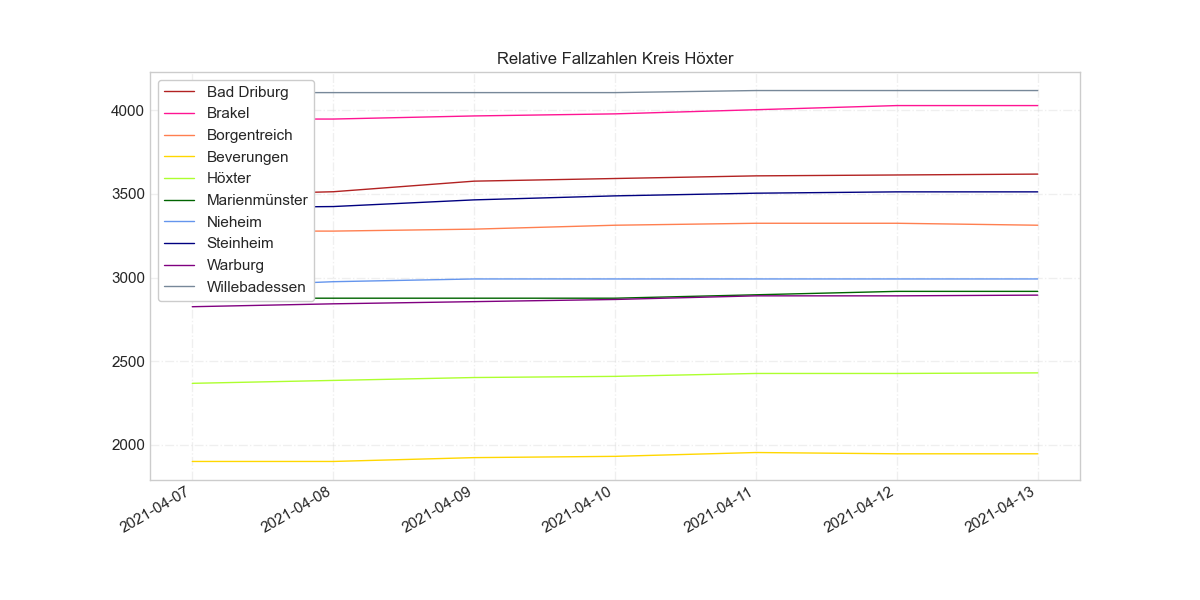 Relative Fallzahlen Kreis Höxter
Bad Driburg
Brakel
Borgentreich
Beverungen
Höxter
Marienmünster
Nieheim
Steinheim
Warburg
Willebadessen
4000
3500
3000
2500
2000
2021-04-07
2021-04-08
2021-04-09
2021-04-10
2021-04-11
2021-04-12
2021-04-13